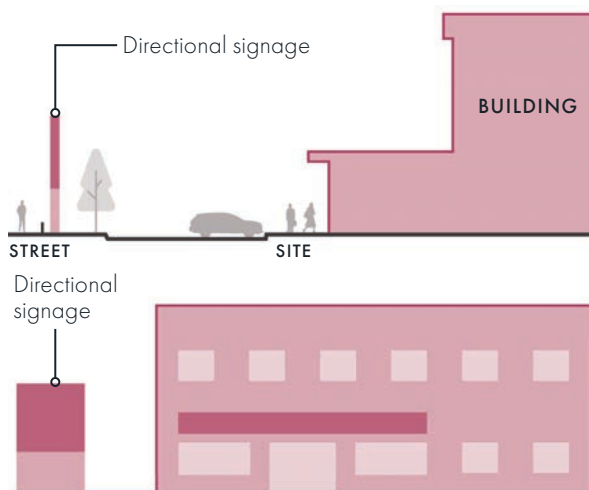 Directional signage
BUILDING
STREET
SITE
Directional
signage